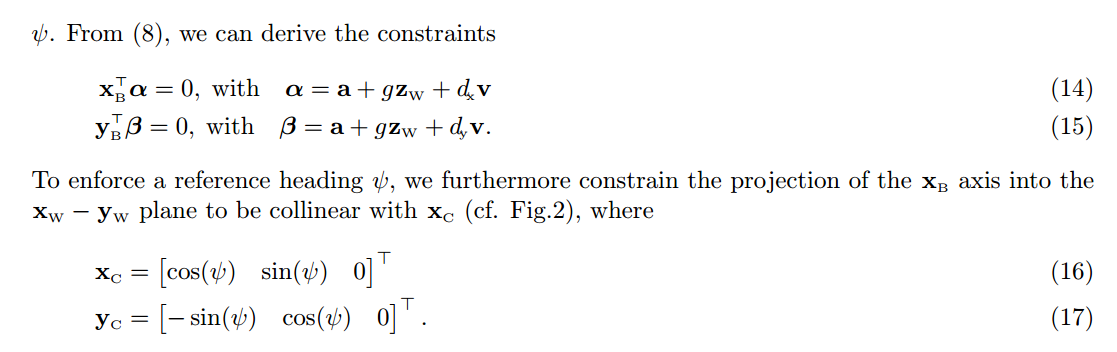 ψ. From (8), we can derive the constraints
x_B^⊤ α = 0, with α = a + gz_W + d_x v (14)
y_B^⊤ β = 0, with β = a + gz_W + d_y v. (15)
To enforce a reference heading ψ, we furthermore constrain the projection of the x_B axis into the
x_W − y_W plane to be collinear with x_C (cf. Fig.2), where
x_C = [cos(ψ) sin(ψ) 0]^⊤ (16)
y_C = [− sin(ψ) cos(ψ) 0]^⊤ . (17)